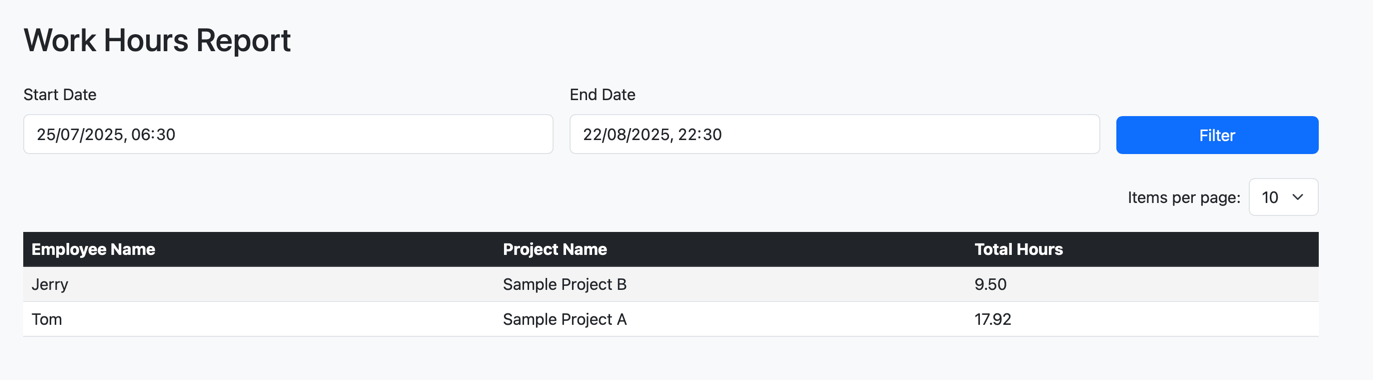 Work Hours Report
Start Date
End Date
25/07/2025, 06:30
22/08/2025, 22:30
Filter
Items per page: 10
Employee Name Project Name Total Hours
Jerry Sample Project B 9.50
Tom Sample Project A 17.92